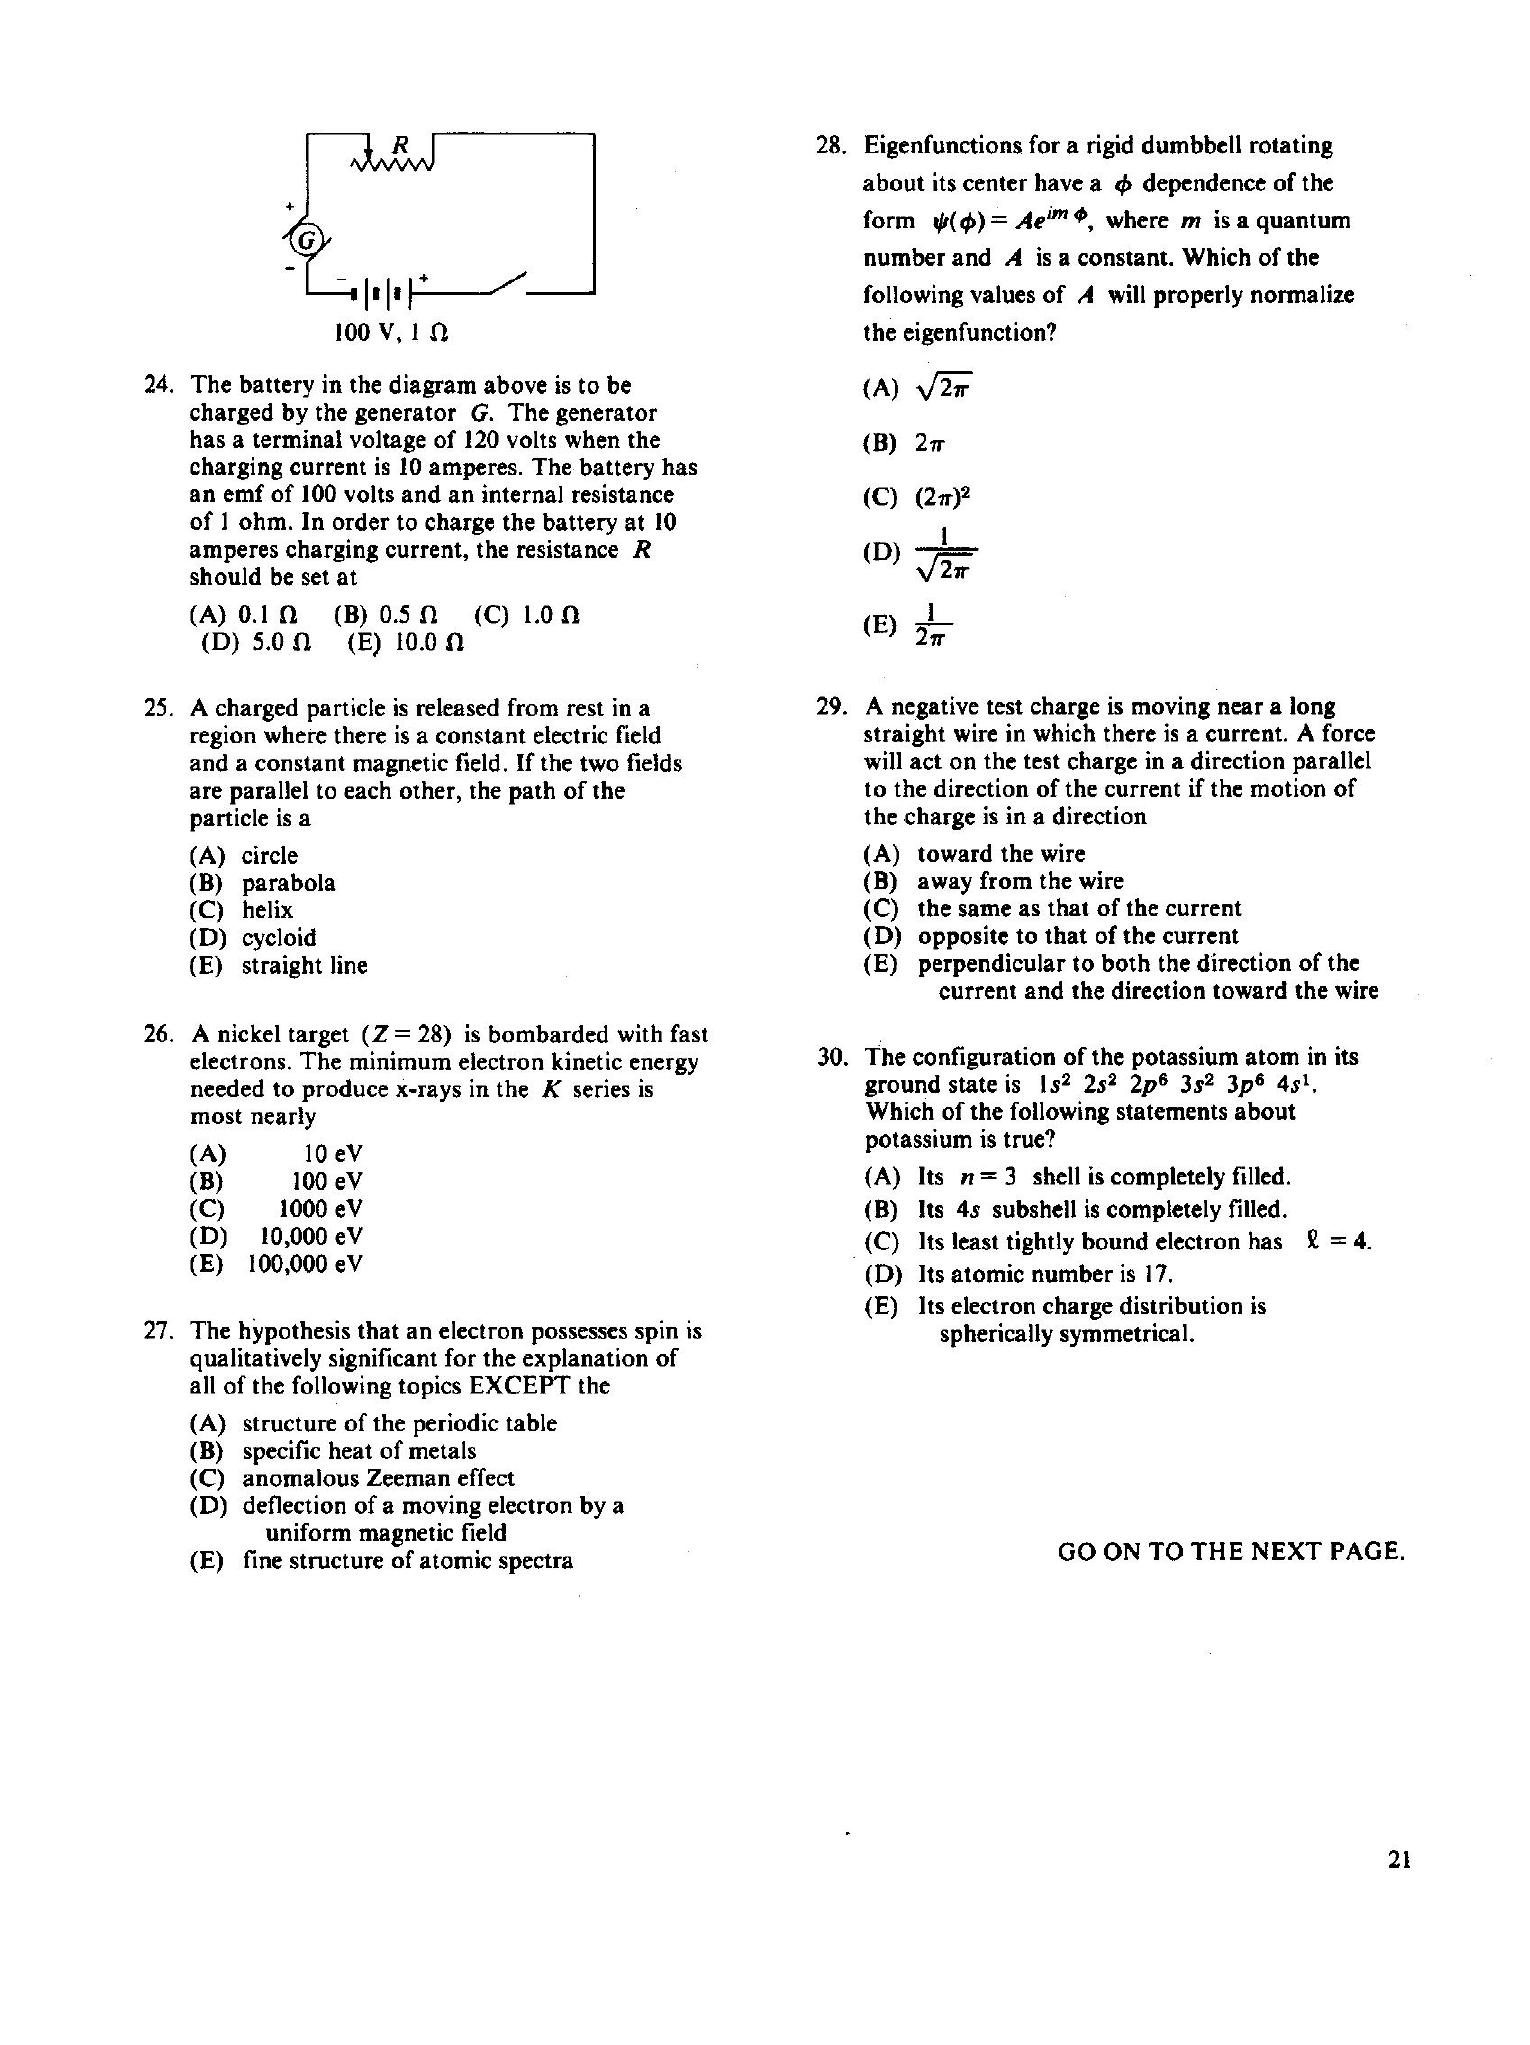 R
+
G
-
- +
100 V, 1 Ω
24. The battery in the diagram above is to be
charged by the generator G. The generator
has a terminal voltage of 120 volts when the
charging current is 10 amperes. The battery has
an emf of 100 volts and an internal resistance
of 1 ohm. In order to charge the battery at 10
amperes charging current, the resistance R
should be set at
(A) 0.1 Ω (B) 0.5 Ω (C) 1.0 Ω
(D) 5.0 Ω (E) 10.0 Ω
25. A charged particle is released from rest in a
region where there is a constant electric field
and a constant magnetic field. If the two fields
are parallel to each other, the path of the
particle is a
(A) circle
(B) parabola
(C) helix
(D) cycloid
(E) straight line
26. A nickel target (Z = 28) is bombarded with fast
electrons. The minimum electron kinetic energy
needed to produce x-rays in the K series is
most nearly
(A) 10 eV
(B) 100 eV
(C) 1000 eV
(D) 10,000 eV
(E) 100,000 eV
27. The hypothesis that an electron possesses spin is
qualitatively significant for the explanation of
all of the following topics EXCEPT the
(A) structure of the periodic table
(B) specific heat of metals
(C) anomalous Zeeman effect
(D) deflection of a moving electron by a
uniform magnetic field
(E) fine structure of atomic spectra
28. Eigenfunctions for a rigid dumbbell rotating
about its center have a ϕ dependence of the
form ψ(ϕ) = Ae^{imϕ}, where m is a quantum
number and A is a constant. Which of the
following values of A will properly normalize
the eigenfunction?
(A) √2π
(B) 2π
(C) (2π)²
(D) 1/√2π
(E) 1/2π
29. A negative test charge is moving near a long
straight wire in which there is a current. A force
will act on the test charge in a direction parallel
to the direction of the current if the motion of
the charge is in a direction
(A) toward the wire
(B) away from the wire
(C) the same as that of the current
(D) opposite to that of the current
(E) perpendicular to both the direction of the
current and the direction toward the wire
30. The configuration of the potassium atom in its
ground state is 1s² 2s² 2p⁶ 3s² 3p⁶ 4s¹.
Which of the following statements about
potassium is true?
(A) Its n = 3 shell is completely filled.
(B) Its 4s subshell is completely filled.
(C) Its least tightly bound electron has ℓ = 4.
(D) Its atomic number is 17.
(E) Its electron charge distribution is
spherically symmetrical.
GO ON TO THE NEXT PAGE.
21